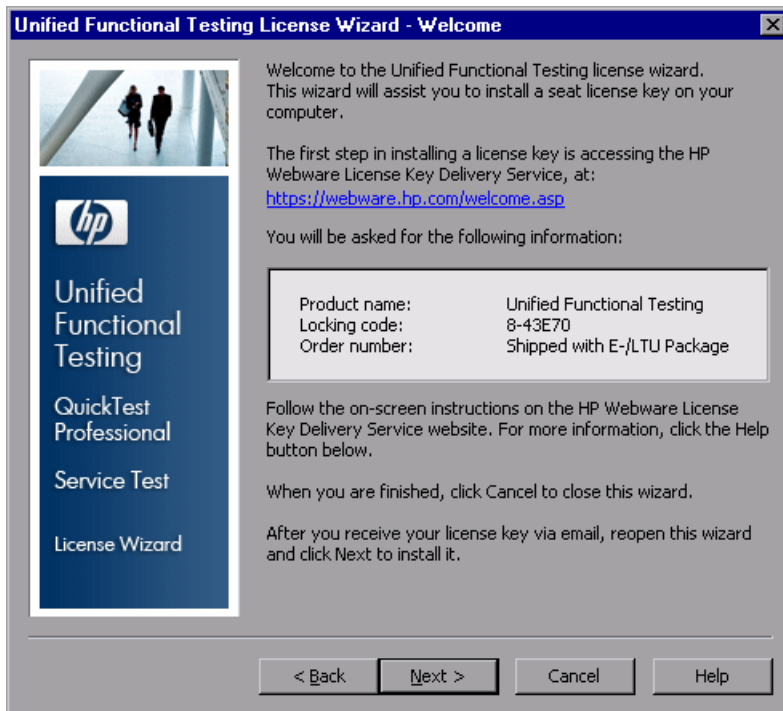 Unified Functional Testing License Wizard - Welcome
hp
Unified
Functional
Testing
QuickTest
Professional
Service Test
License Wizard
Welcome to the Unified Functional Testing license wizard.
This wizard will assist you to install a seat license key on your
computer.
The first step in installing a license key is accessing the HP
Webware License Key Delivery Service, at:
https://webware.hp.com/welcome.asp
You will be asked for the following information:
Product name: Unified Functional Testing
Locking code: 8-43E70
Order number: Shipped with E-/LTU Package
Follow the on-screen instructions on the HP Webware License
Key Delivery Service website. For more information, click the Help
button below.
When you are finished, click Cancel to close this wizard.
After you receive your license key via email, reopen this wizard
and click Next to install it.
< Back Next > Cancel Help